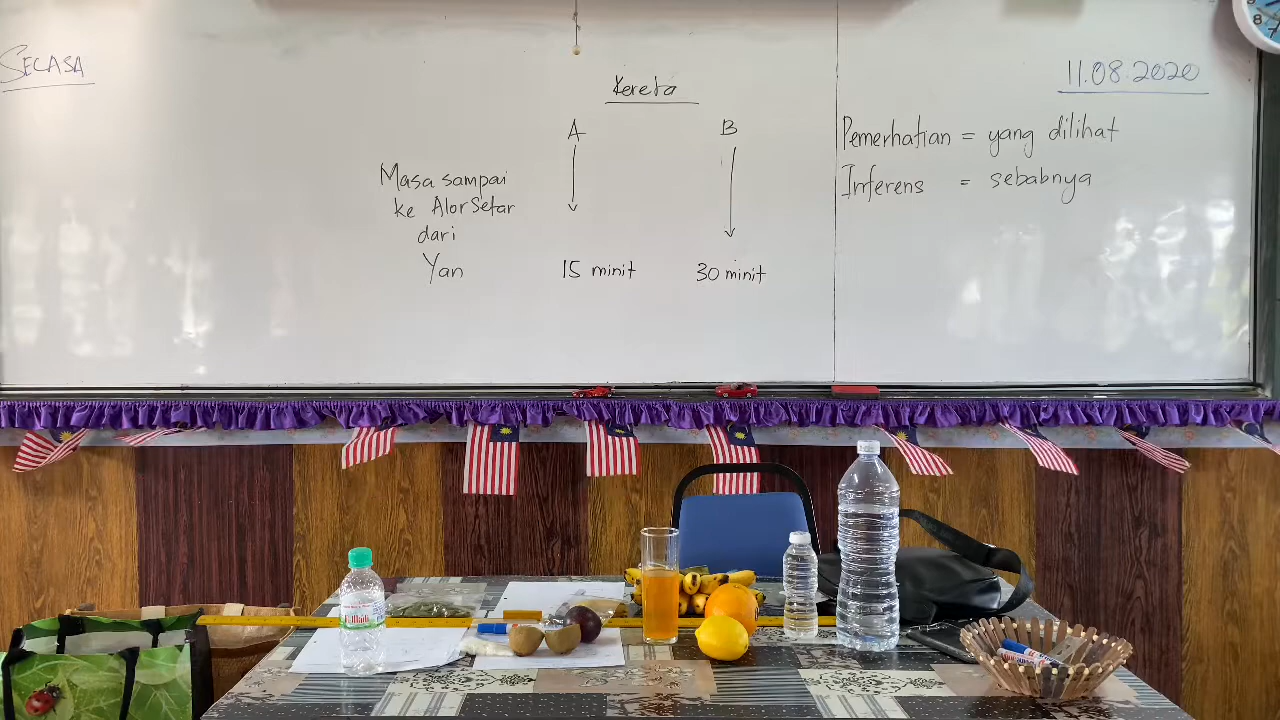 SECASA
Kereta
A B
Masa sampai
ke Alor Setar
dari
Yan 15 minit 30 minit
11.08.2020
Pemerhatian = yang dilihat
Inferens = sebabnya